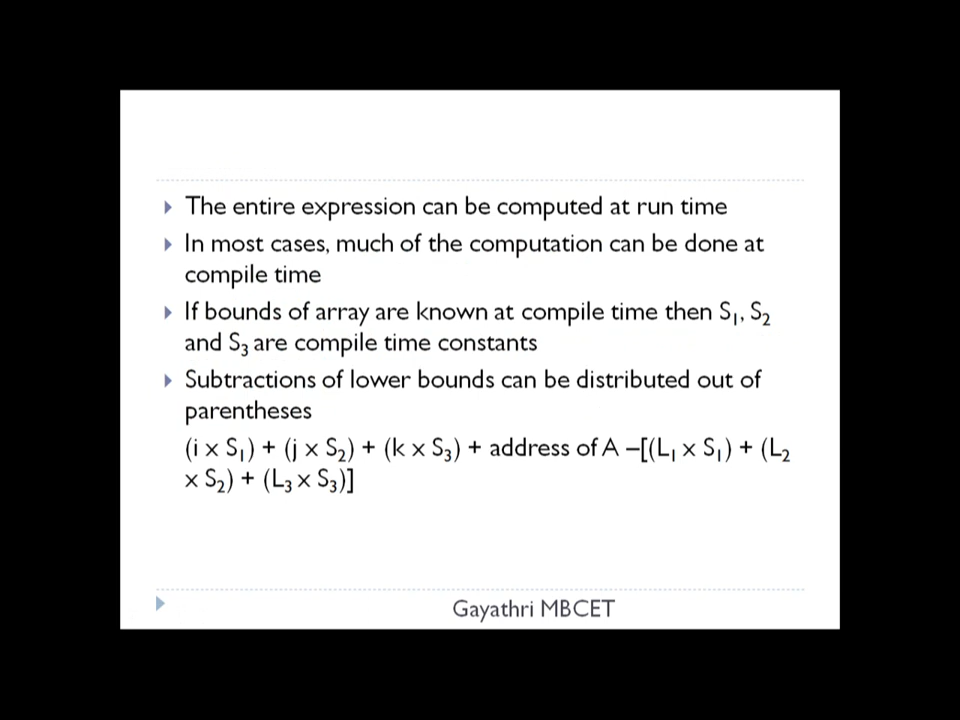 The entire expression can be computed at run time
In most cases, much of the computation can be done at
compile time
If bounds of array are known at compile time then S₁, S₂
and S₃ are compile time constants
Subtractions of lower bounds can be distributed out of
parentheses
(i x S₁) + (j x S₂) + (k x S₃) + address of A –[(L₁ x S₁) + (L₂
x S₂) + (L₃ x S₃)]
Gayathri MBCET